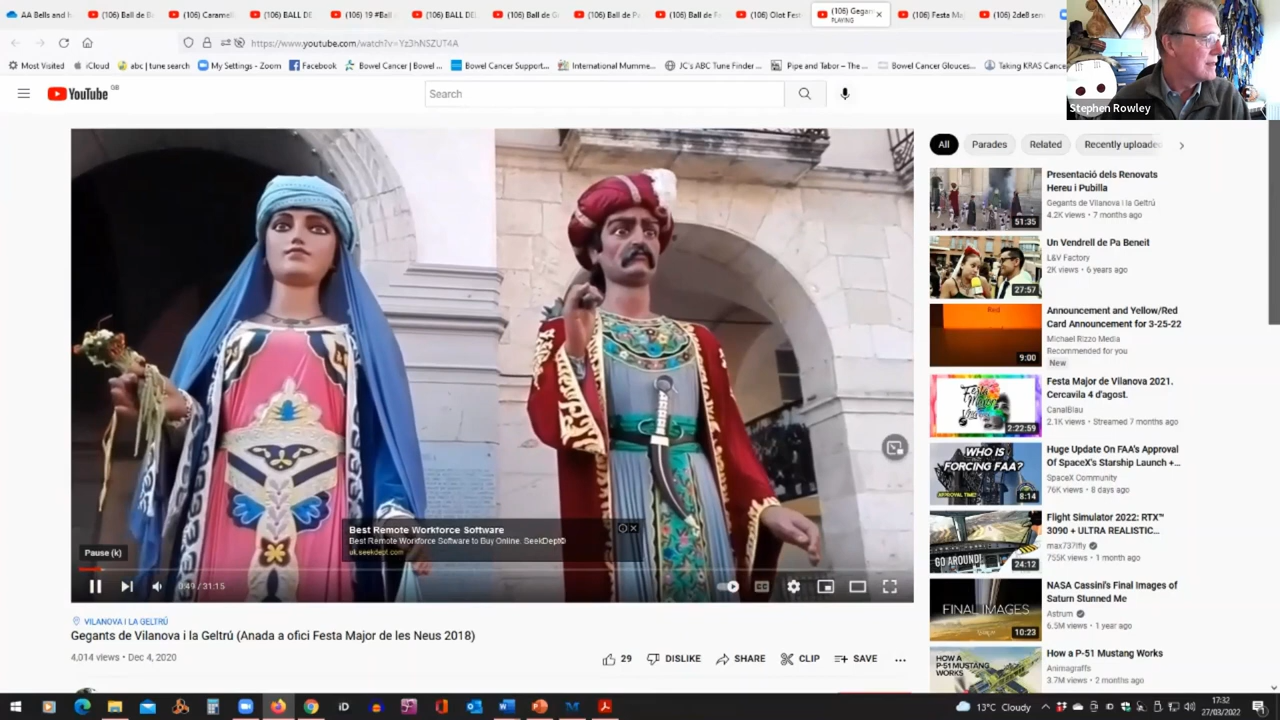 AA Bells and
(106) Ball de B
(106) Caramel
(106) BALL DE
(106) 19 #Ball
(106) BALL DEL
(106) Ball de G
(106) Ball de Pa
(106) Ball de P
(106) Olot Fest
(106) Gegan
PLAYING
(106) Festa Ma
https://www.youtube.com/watch?v=Yz3hNSZUT4A
Most Visited
iCloud
abc | tune search
My Settings - Zoom
Facebook
Bowel Cancer | Bowel ...
Bowel Cancer Support...
International Mumme...
JC's ABC Tune Finder...
Pipe and Tabor – The...
Bowel Cancer Glouces...
Taking KRAS Cance
Stephen Rowley
YouTube GB
Search
All
Parades
Related
Recently uploaded
Presentació dels Renovats
Hereu i Pubilla
Gegants de Vilanova i la Geltrú
4.2K views • 7 months ago
51:35
Un Vendrell de Pa Beneit
L&V Factory
2K views • 6 years ago
27:57
Red
Announcement and Yellow/Red
Card Announcement for 3-25-22
Michael Rizzo Media
Recommended for you
9:00
New
Festa Major de Vilanova 2021.
Cercavila 4 d'agost.
CanalBlau
2.1K views • Streamed 7 months ago
2:22:59
WHO IS
FORCING FAA?
Huge Update On FAA's Approval
Of SpaceX's Starship Launch +...
SpaceX Community
76K views • 8 days ago
8:14
Flight Simulator 2022: RTX™
3090 + ULTRA REALISTIC...
max737ify
755K views • 1 month ago
GO AROUND!
24:12
NASA Cassini's Final Images of
Saturn Stunned Me
Astrum
6.5M views • 1 year ago
FINAL IMAGES
10:23
HOW A
P-51 MUSTANG
WORKS
How a P-51 Mustang Works
Animagraffs
3.7M views • 2 months ago
Best Remote Workforce Software
Best Remote Workforce Software to Buy Online. SeekDept©
uk.seekdept.com
Pause (k)
0:49 / 31:15
VILANOVA I LA GELTRÚ
Gegants de Vilanova i la Geltrú (Anada a ofici Festa Major de les Neus 2018)
4,014 views • Dec 4, 2020
29
DISLIKE
SHARE
CLIP
SAVE
13°C Cloudy
17:32
27/03/2022